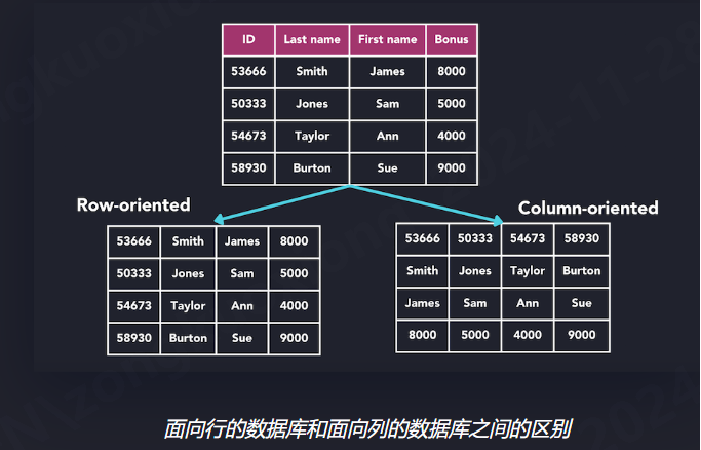 ID Last name First name Bonus
53666 Smith James 8000
50333 Jones Sam 5000
54673 Taylor Ann 4000
58930 Burton Sue 9000
Row-oriented
53666 Smith James 8000
50333 Jones Sam 5000
54673 Taylor Ann 4000
58930 Burton Sue 9000
Column-oriented
53666 50333 54673 58930
Smith Jones Taylor Burton
James Sam Ann Sue
8000 5000 4000 9000
面向行的数据库和面向列的数据库之间的区别